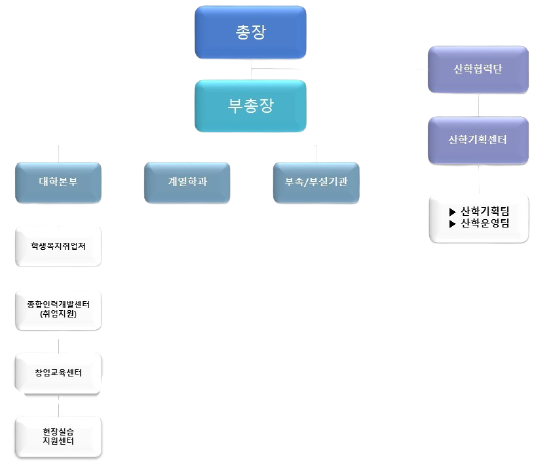 총장
산학협력단
부총장
산학기획센터
대학본부
계열학과
부속/부설기관
▶ 산학기획팀
▶ 산학운영팀
학생복지취업처
종합인력개발센터
(취업지원)
창업교육센터
현장실습
지원센터